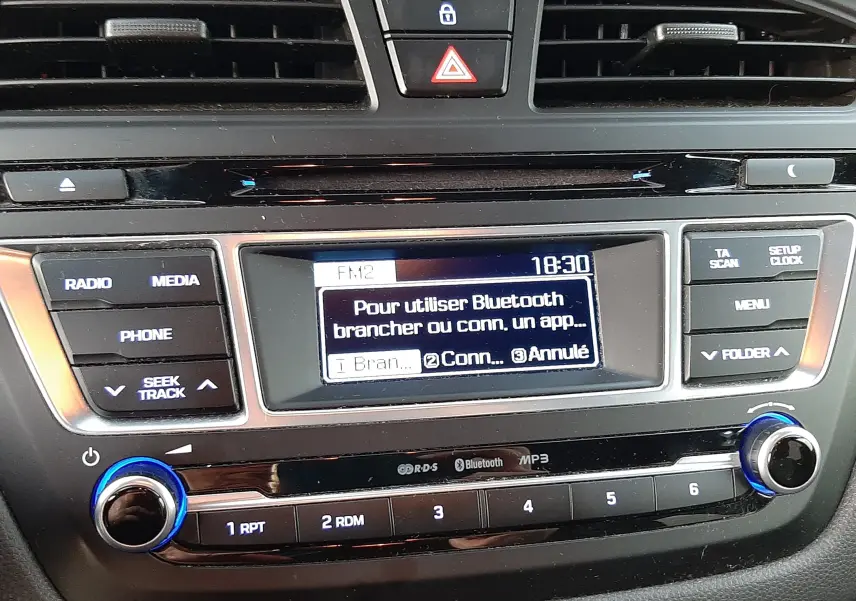 RADIO MEDIA
PHONE
SEEK
TRACK
FM2 18:30
Pour utiliser Bluetooth
brancher ou conn. un app...
1 Bran... 2 Conn... 3 Annulé
TA
SCAN
SETUP
CLOCK
MENU
FOLDER
RDS Bluetooth MP3
1 RPT 2 RDM 3 4 5 6